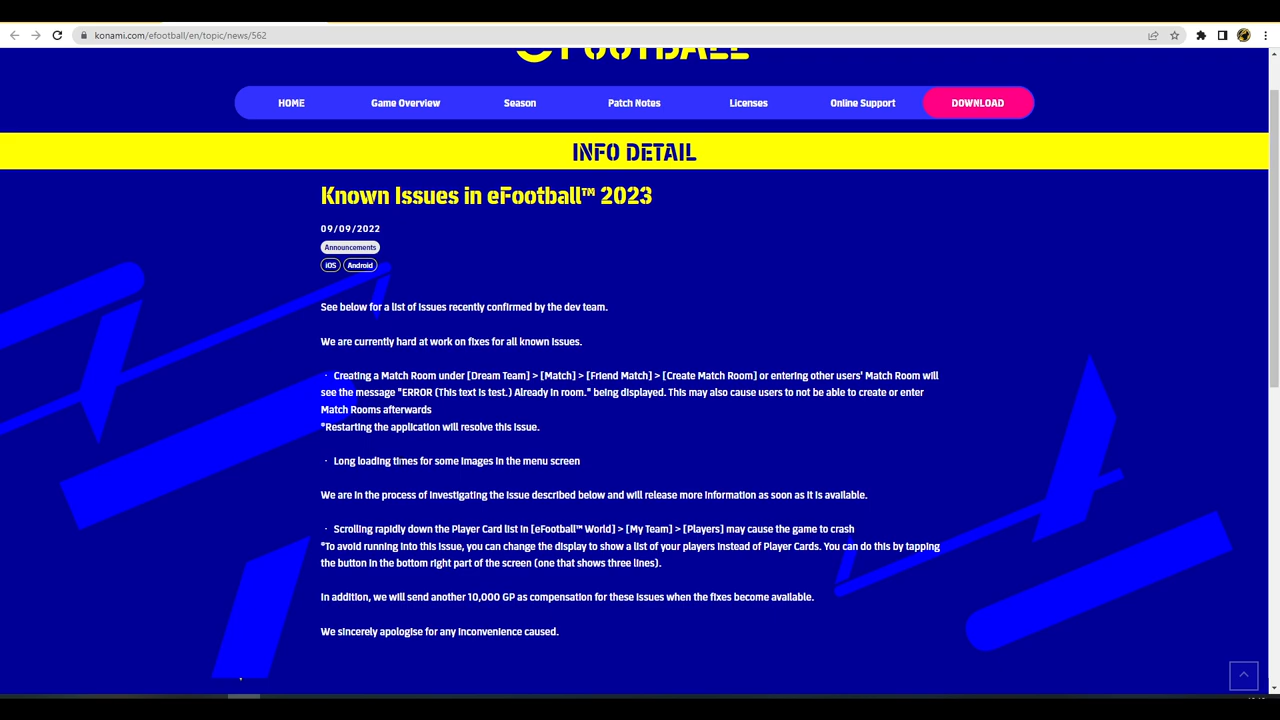 konami.com/efootball/en/topic/news/562
HOME Game Overview Season Patch Notes Licenses Online Support DOWNLOAD
INFO DETAIL
Known Issues in eFootball™ 2023
09/09/2022
Announcements
iOS Android
See below for a list of issues recently confirmed by the dev team.
We are currently hard at work on fixes for all known issues.
・ Creating a Match Room under [Dream Team] > [Match] > [Friend Match] > [Create Match Room] or entering other users' Match Room will
see the message "ERROR (This text is test.) Already in room." being displayed. This may also cause users to not be able to create or enter
Match Rooms afterwards
*Restarting the application will resolve this issue.
・ Long loading times for some images in the menu screen
We are in the process of investigating the issue described below and will release more information as soon as it is available.
・ Scrolling rapidly down the Player Card list in [eFootball™ World] > [My Team] > [Players] may cause the game to crash
*To avoid running into this issue, you can change the display to show a list of your players instead of Player Cards. You can do this by tapping
the button in the bottom right part of the screen (one that shows three lines).
In addition, we will send another 10,000 GP as compensation for these issues when the fixes become available.
We sincerely apologise for any inconvenience caused.